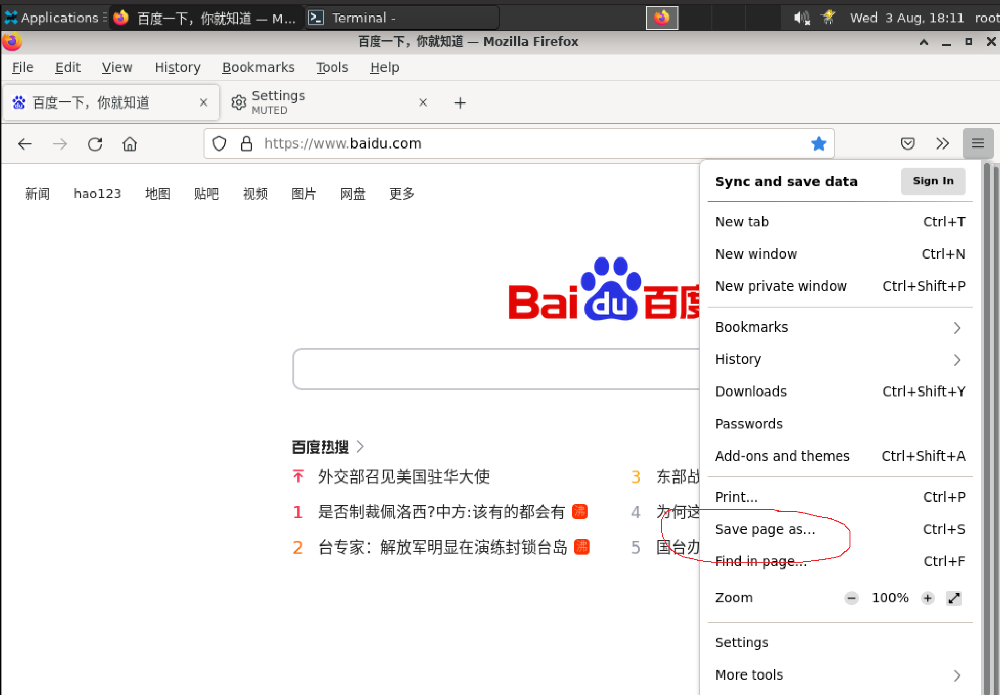 Applications
百度一下，你就知道 — M...
Terminal -
Wed 3 Aug, 18:11 root
百度一下，你就知道 — Mozilla Firefox
File Edit View History Bookmarks Tools Help
百度一下，你就知道
Settings
MUTED
https://www.baidu.com
新闻 hao123 地图 贴吧 视频 图片 网盘 更多
Bai du 百度
百度热搜
外交部召见美国驻华大使
1 是否制裁佩洛西?中方:该有的都会有 沸
2 台专家：解放军明显在演练封锁台岛 沸
3 东部战
4 为何这
5 国台办
Sync and save data Sign In
New tab Ctrl+T
New window Ctrl+N
New private window Ctrl+Shift+P
Bookmarks
History
Downloads Ctrl+Shift+Y
Passwords
Add-ons and themes Ctrl+Shift+A
Print... Ctrl+P
Save page as... Ctrl+S
Find in page... Ctrl+F
Zoom 100%
Settings
More tools